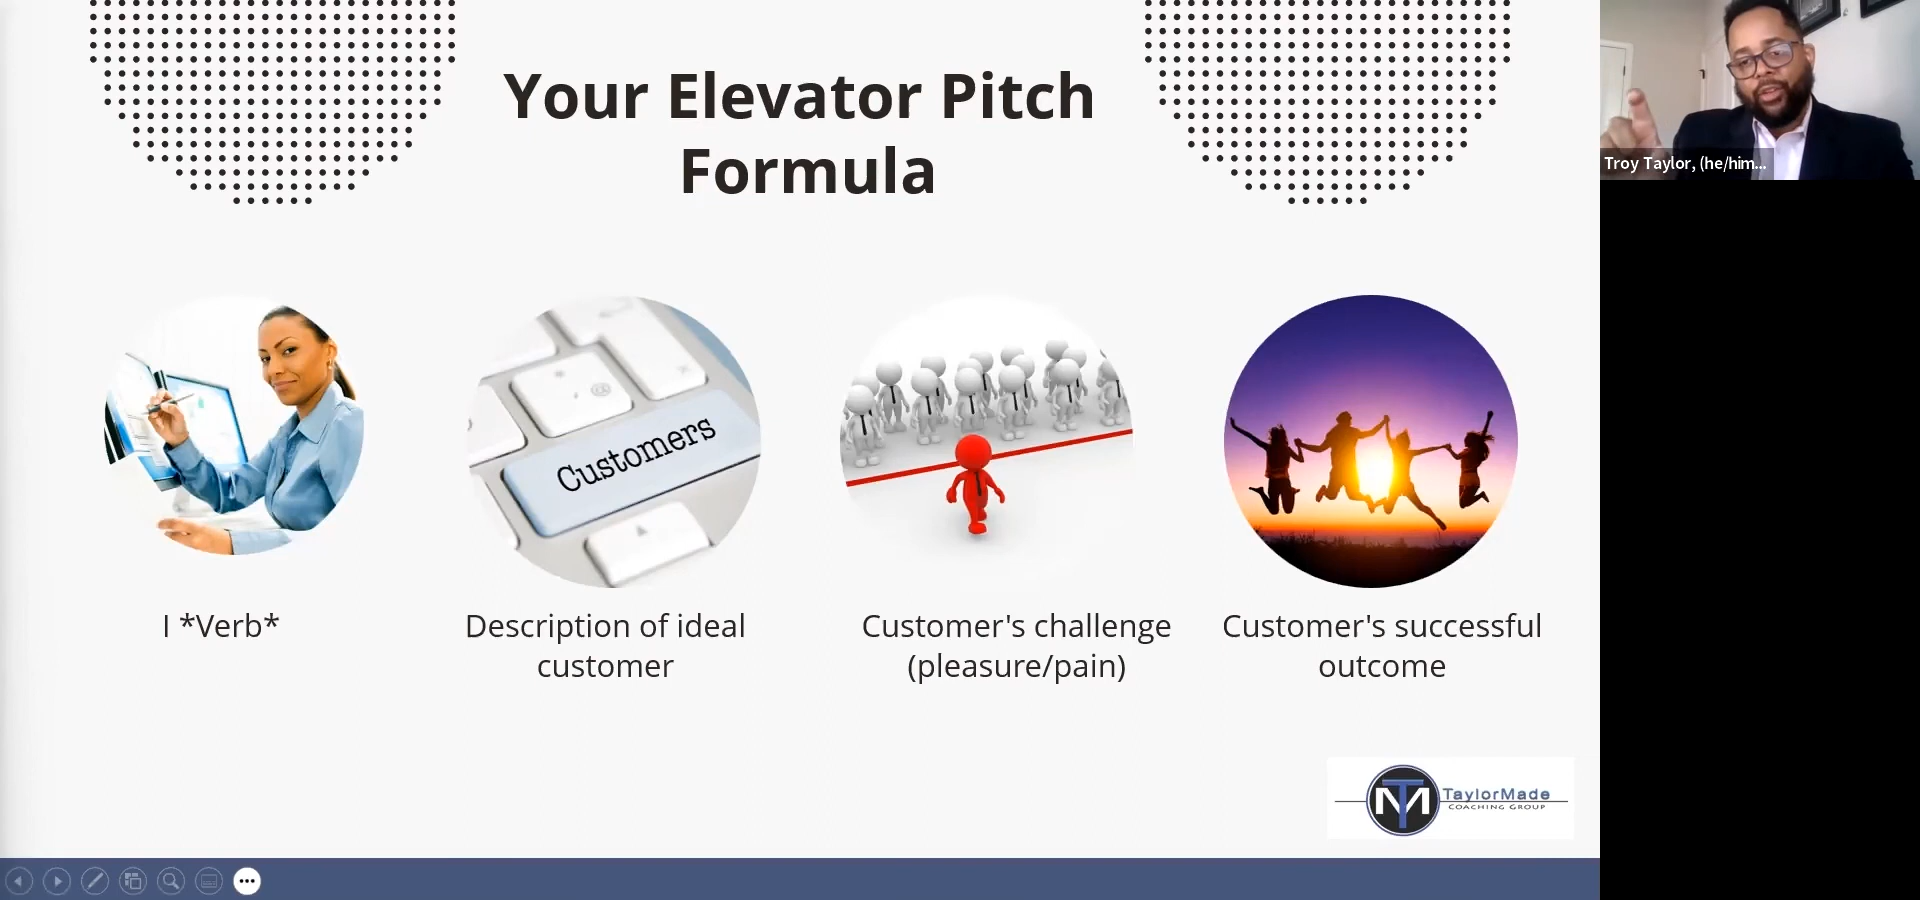 Your Elevator Pitch
Formula
Troy Taylor, (he/him...
Customers
I *Verb*
Description of ideal
customer
Customer's challenge
(pleasure/pain)
Customer's successful
outcome
TM
TaylorMade
COACHING GROUP